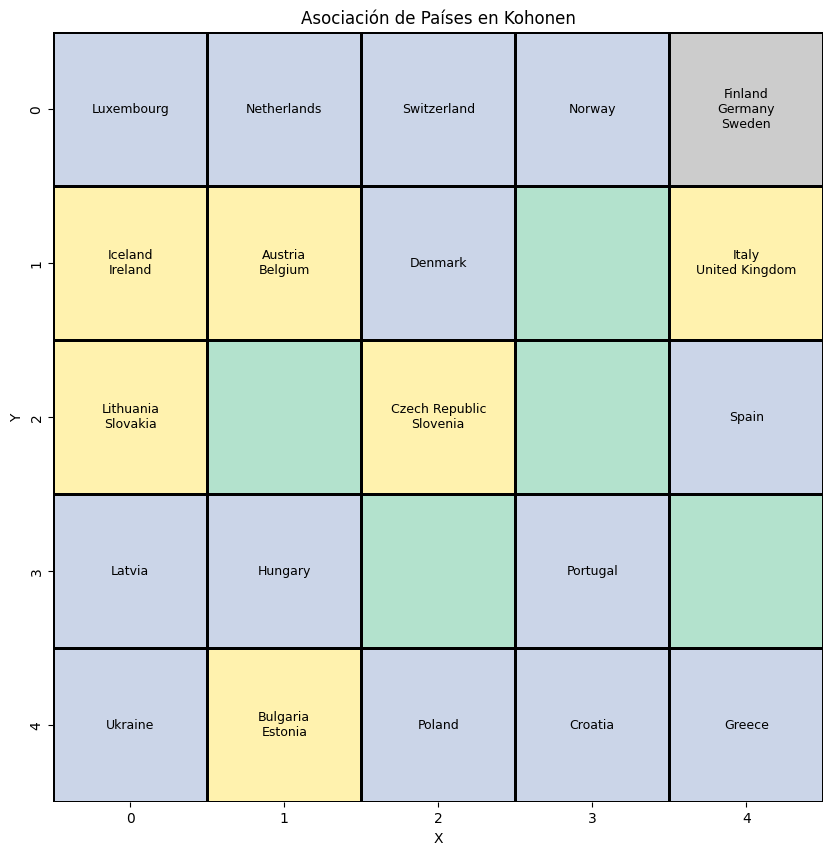 Asociación de Países en Kohonen
0
Luxembourg
Netherlands
Switzerland
Norway
Finland
Germany
Sweden
1
Iceland
Ireland
Austria
Belgium
Denmark
Italy
United Kingdom
Y
2
Lithuania
Slovakia
Czech Republic
Slovenia
Spain
3
Latvia
Hungary
Portugal
4
Ukraine
Bulgaria
Estonia
Poland
Croatia
Greece
0 1 2 3 4
X